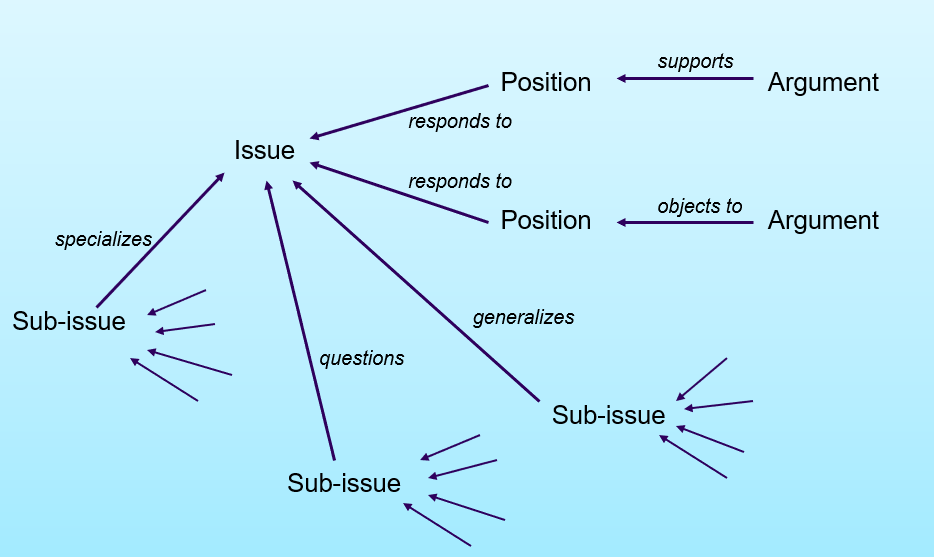 supports
Position
Argument
responds to
Issue
responds to
objects to
Position
Argument
specializes
Sub-issue
generalizes
questions
Sub-issue
Sub-issue